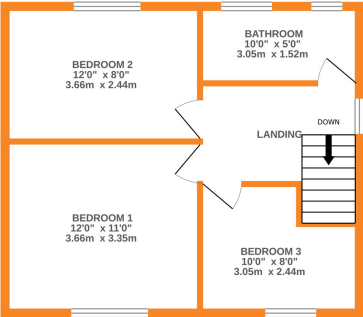 BATHROOM
10'0" x 5'0"
3.05m x 1.52m
BEDROOM 2
12'0" x 8'0"
3.66m x 2.44m
DOWN
LANDING
BEDROOM 1
12'0" x 11'0"
3.66m x 3.35m
BEDROOM 3
10'0" x 8'0"
3.05m x 2.44m